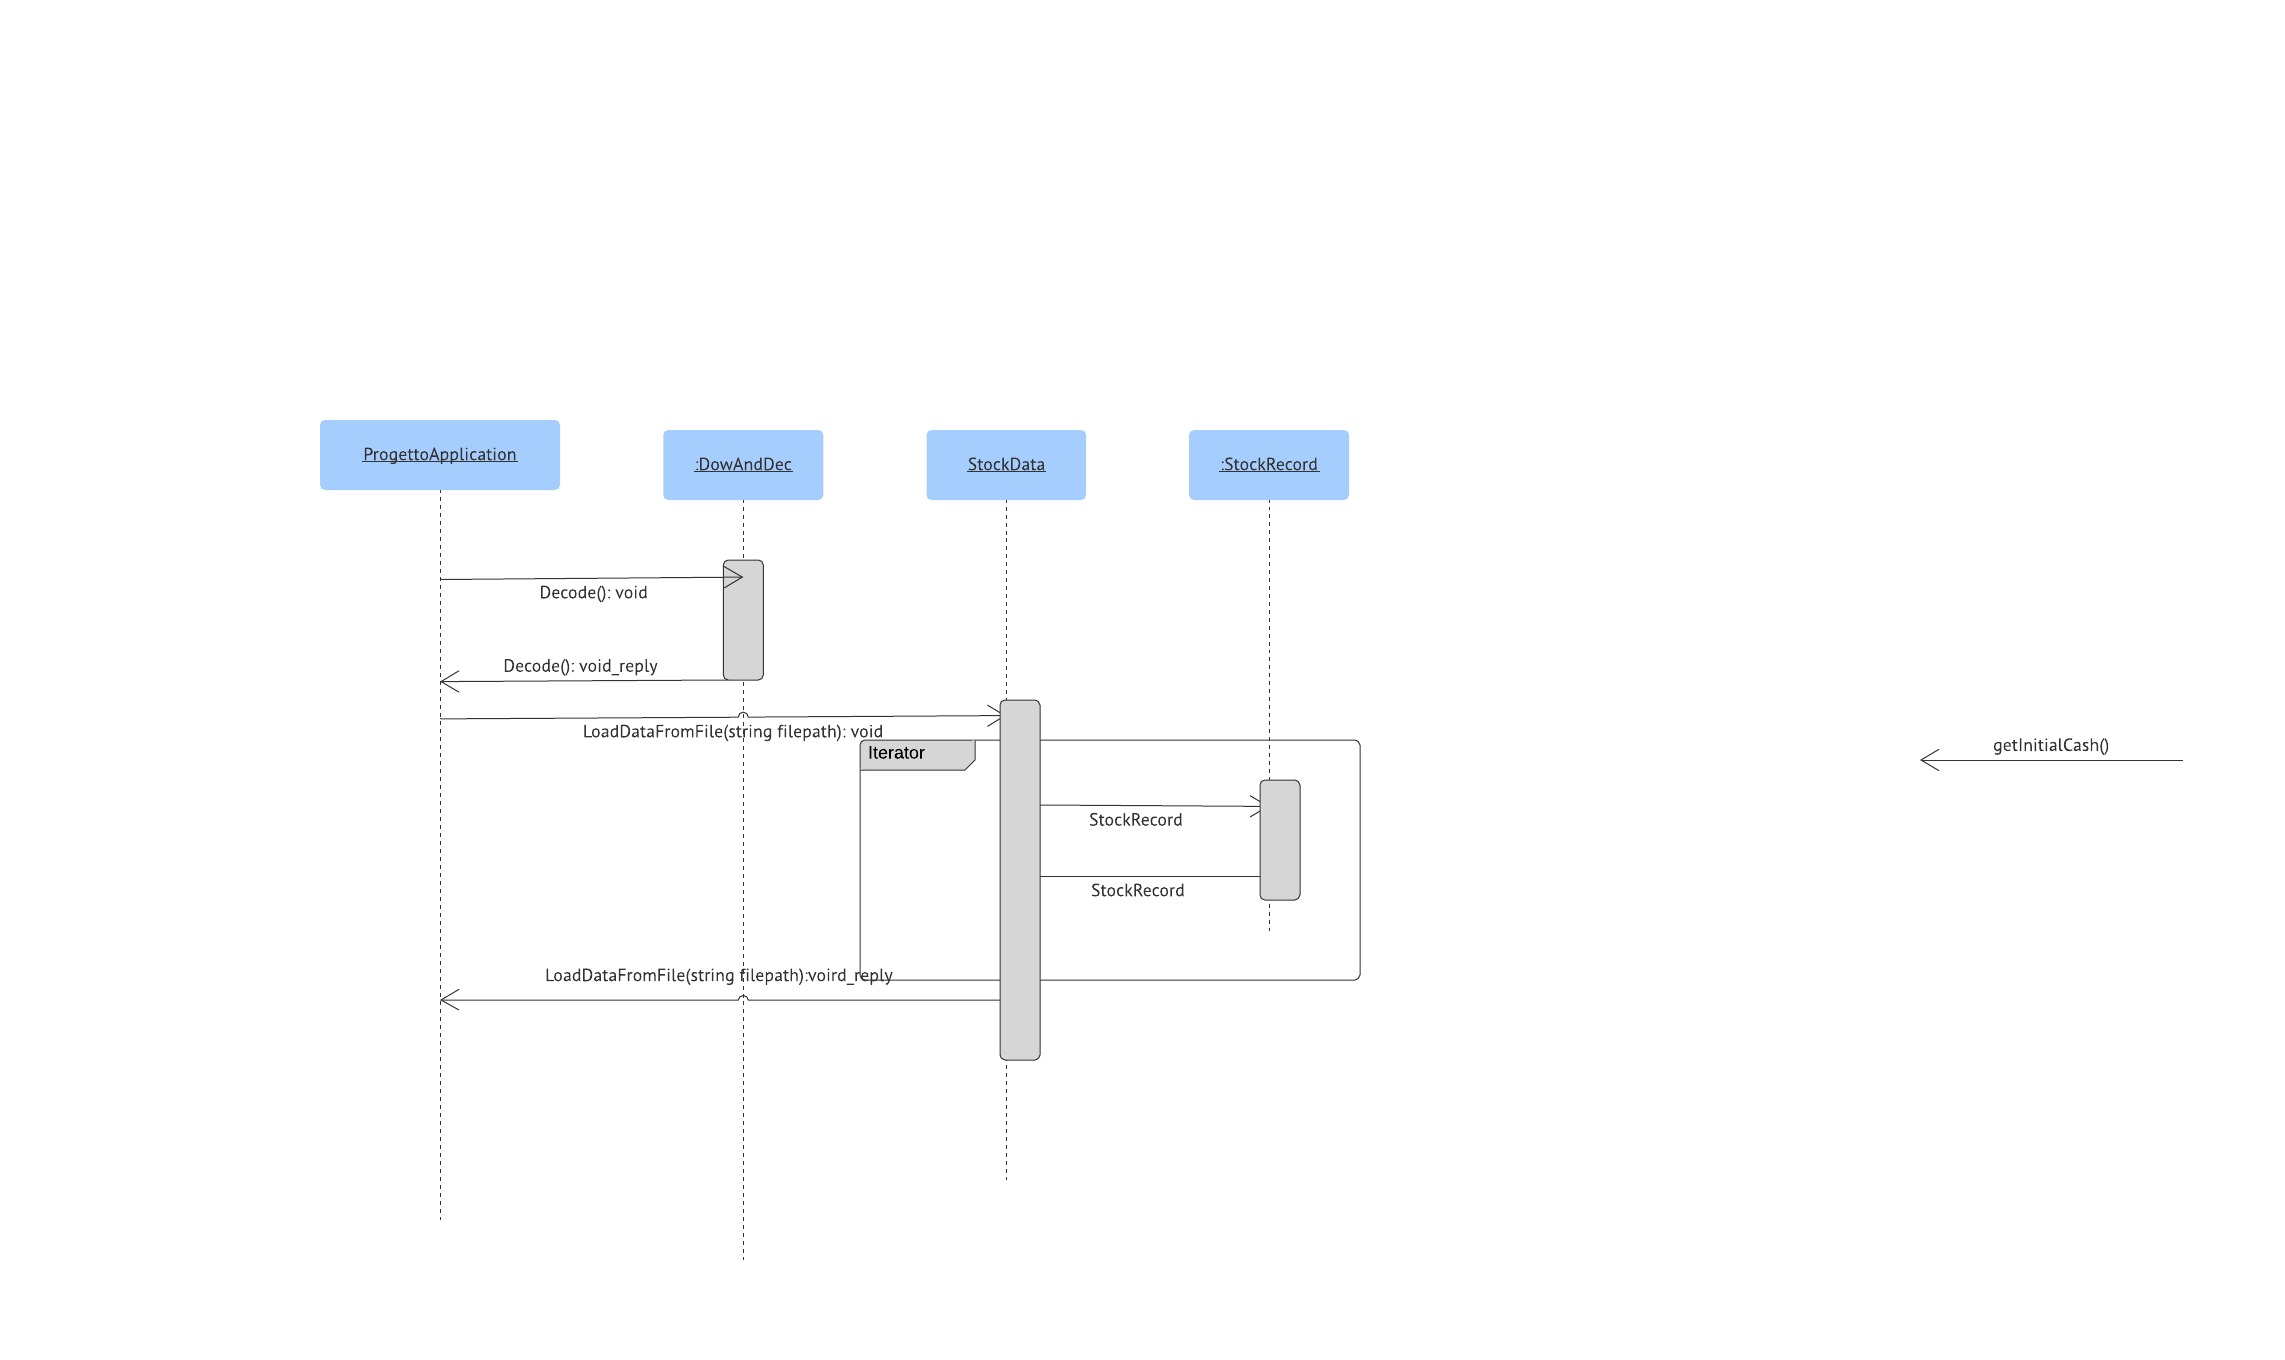 ProgettoApplication
:DowAndDec
StockData
:StockRecord
Decode(): void
Decode(): void_reply
LoadDataFromFile(string filepath): void
getInitialCash()
Iterator
StockRecord
StockRecord
LoadDataFromFile(string filepath):voird_reply